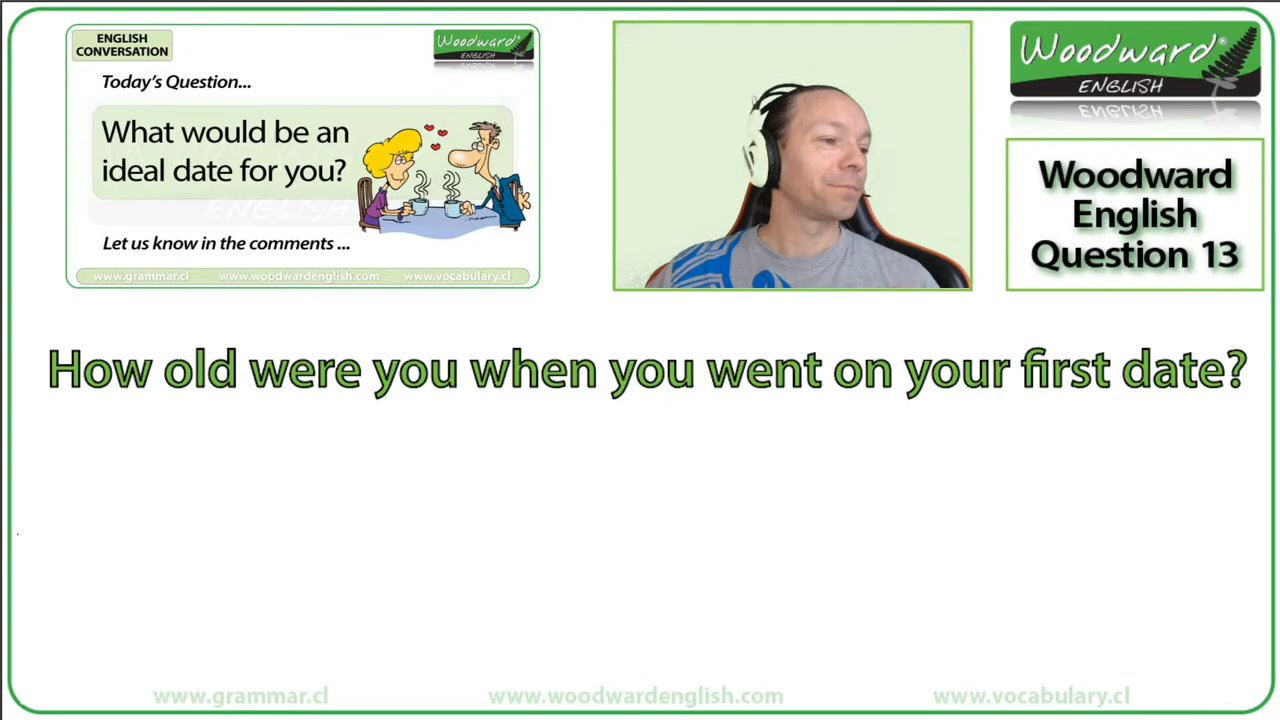 ENGLISH
CONVERSATION
Woodward
ENGLISH
Today's Question...
What would be an
ideal date for you?
ENGLISH
Let us know in the comments ...
www.grammar.cl www.woodwardenglish.com www.vocabulary.cl
Woodward®
ENGLISH
ENGLISH
Woodward
English
Question 13
How old were you when you went on your first date?
www.grammar.cl www.woodwardenglish.com www.vocabulary.cl